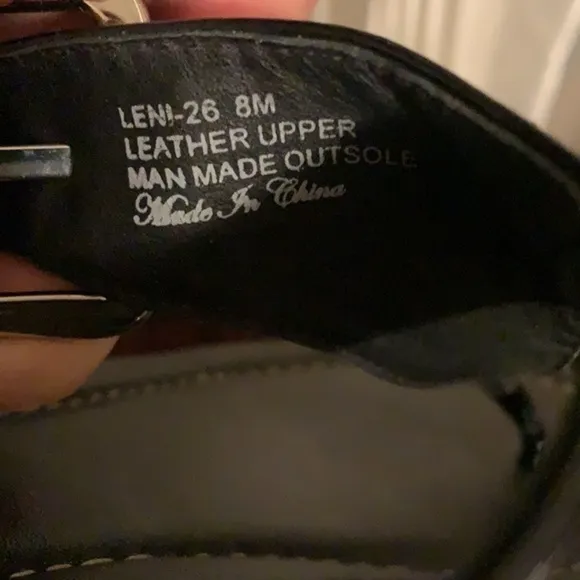 LENI-26 8M
LEATHER UPPER
MAN MADE OUTSOLE
Made In China